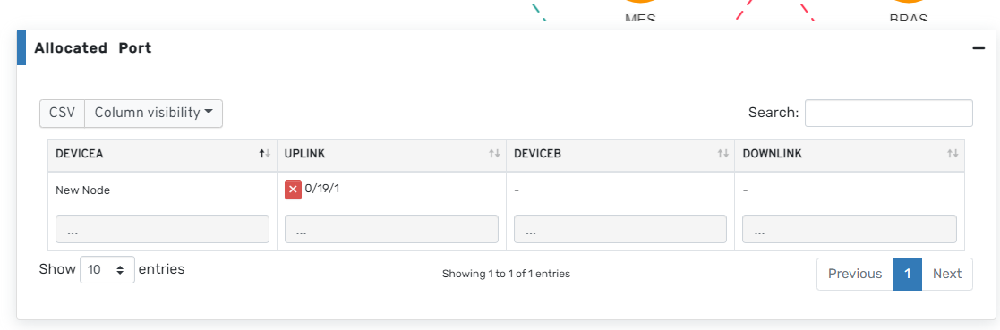 MES BRAS
Allocated Port
CSV Column visibility Search:
DEVICEA UPLINK DEVICEB DOWNLINK
New Node 0/19/1 - -
... ... ... ...
Show 10 entries Showing 1 to 1 of 1 entries Previous 1 Next